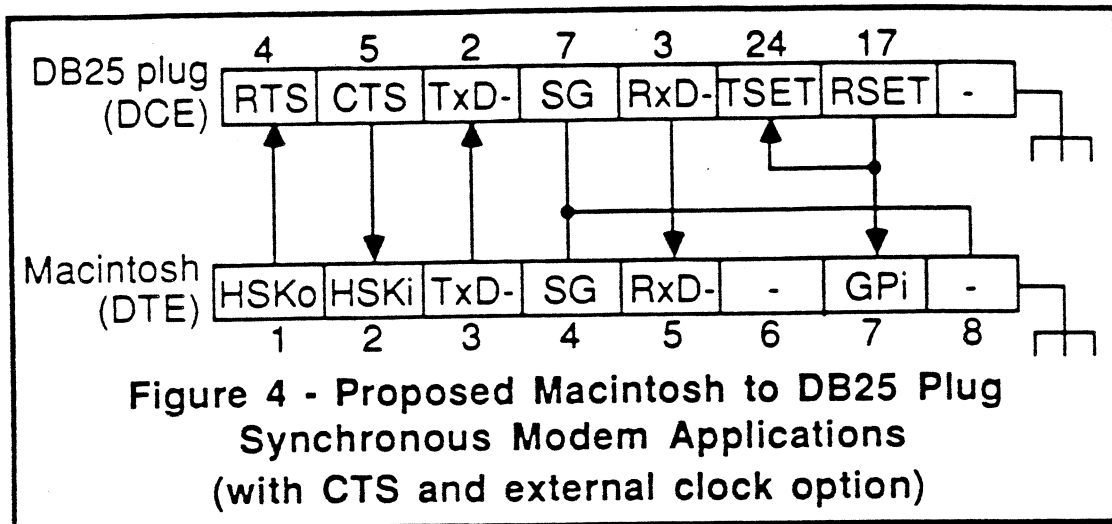 4 5 2 7 3 24 17
DB25 plug
(DCE)
RTS CTS TxD- SG RxD- TSET RSET -
Macintosh
(DTE)
HSKo HSKi TxD- SG RxD- - GPi -
1 2 3 4 5 6 7 8
Figure 4 - Proposed Macintosh to DB25 Plug
Synchronous Modem Applications
(with CTS and external clock option)